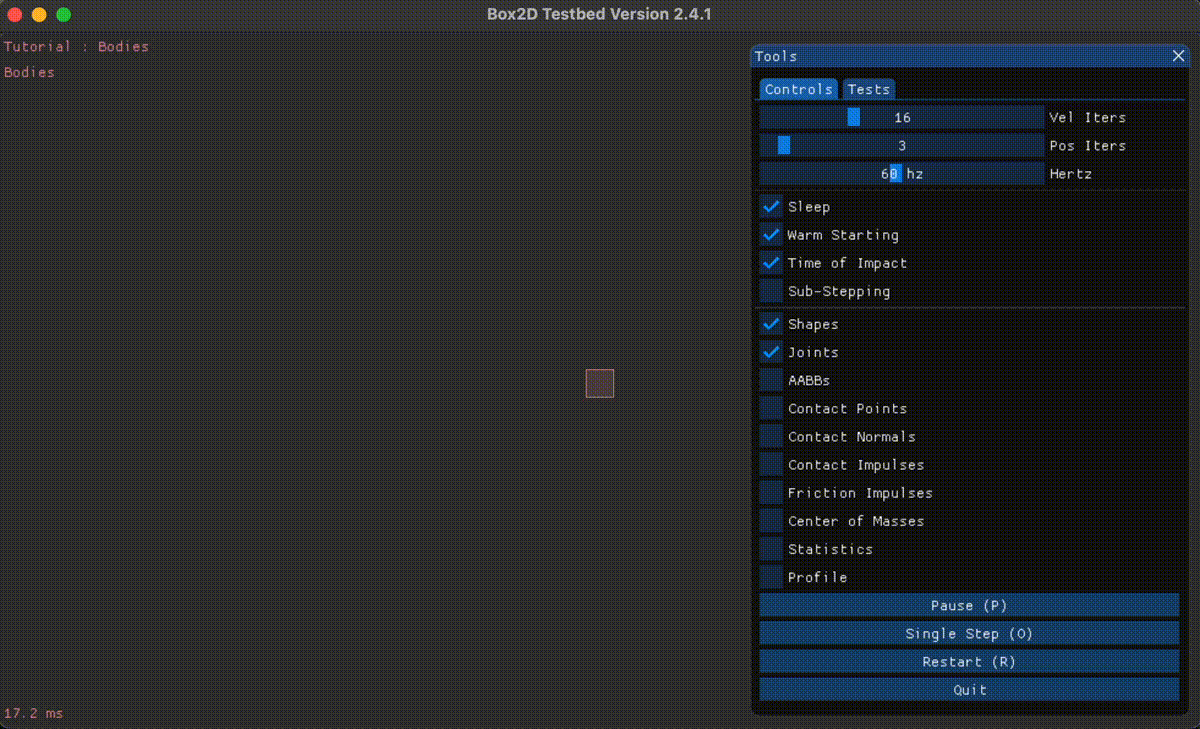 Box2D Testbed Version 2.4.1
Tutorial : Bodies
Bodies
Tools
Controls Tests
16 Vel Iters
3 Pos Iters
60 hz Hertz
Sleep
Warm Starting
Time of Impact
Sub-Stepping
Shapes
Joints
AABBs
Contact Points
Contact Normals
Contact Impulses
Friction Impulses
Center of Masses
Statistics
Profile
Pause (P)
Single Step (O)
Restart (R)
Quit
17.2 ms